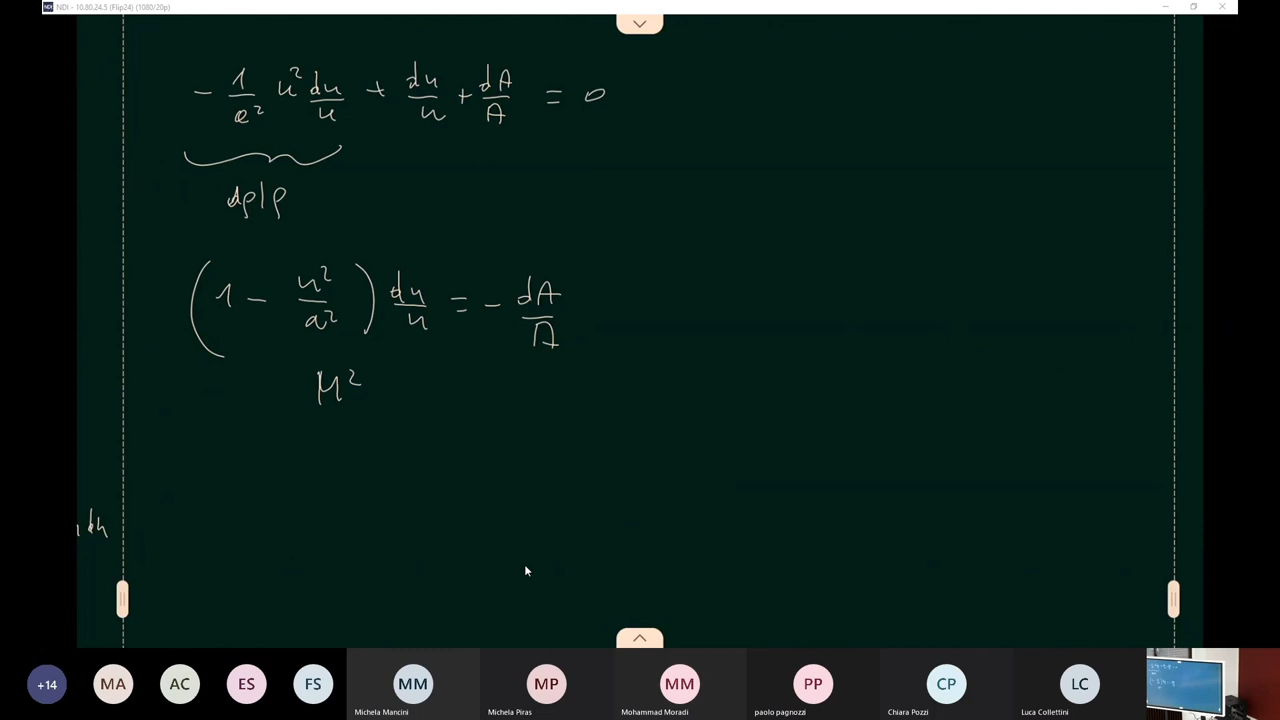 NDI - 10.80.24.5 (Flip24) (1080/20p)
- 1/a² u² du/u + du/u + dA/A = 0
dρ/ρ
(1 - u²/a²) du/u = - dA/A
M²
+14
MA
AC
ES
FS
MM
Michela Mancini
MP
Michela Piras
MM
Mohammad Moradi
PP
paolo pagnozzi
CP
Chiara Pozzi
LC
Luca Collettini